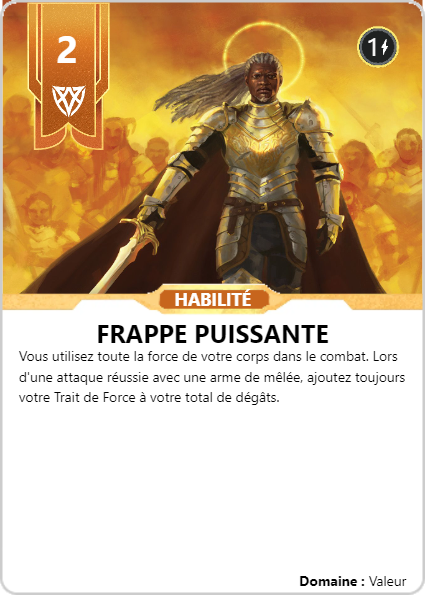 2
1
HABILITÉ
FRAPPE PUISSANTE
Vous utilisez toute la force de votre corps dans le combat. Lors
d'une attaque réussie avec une arme de mêlée, ajoutez toujours
votre Trait de Force à votre total de dégâts.
Domaine : Valeur